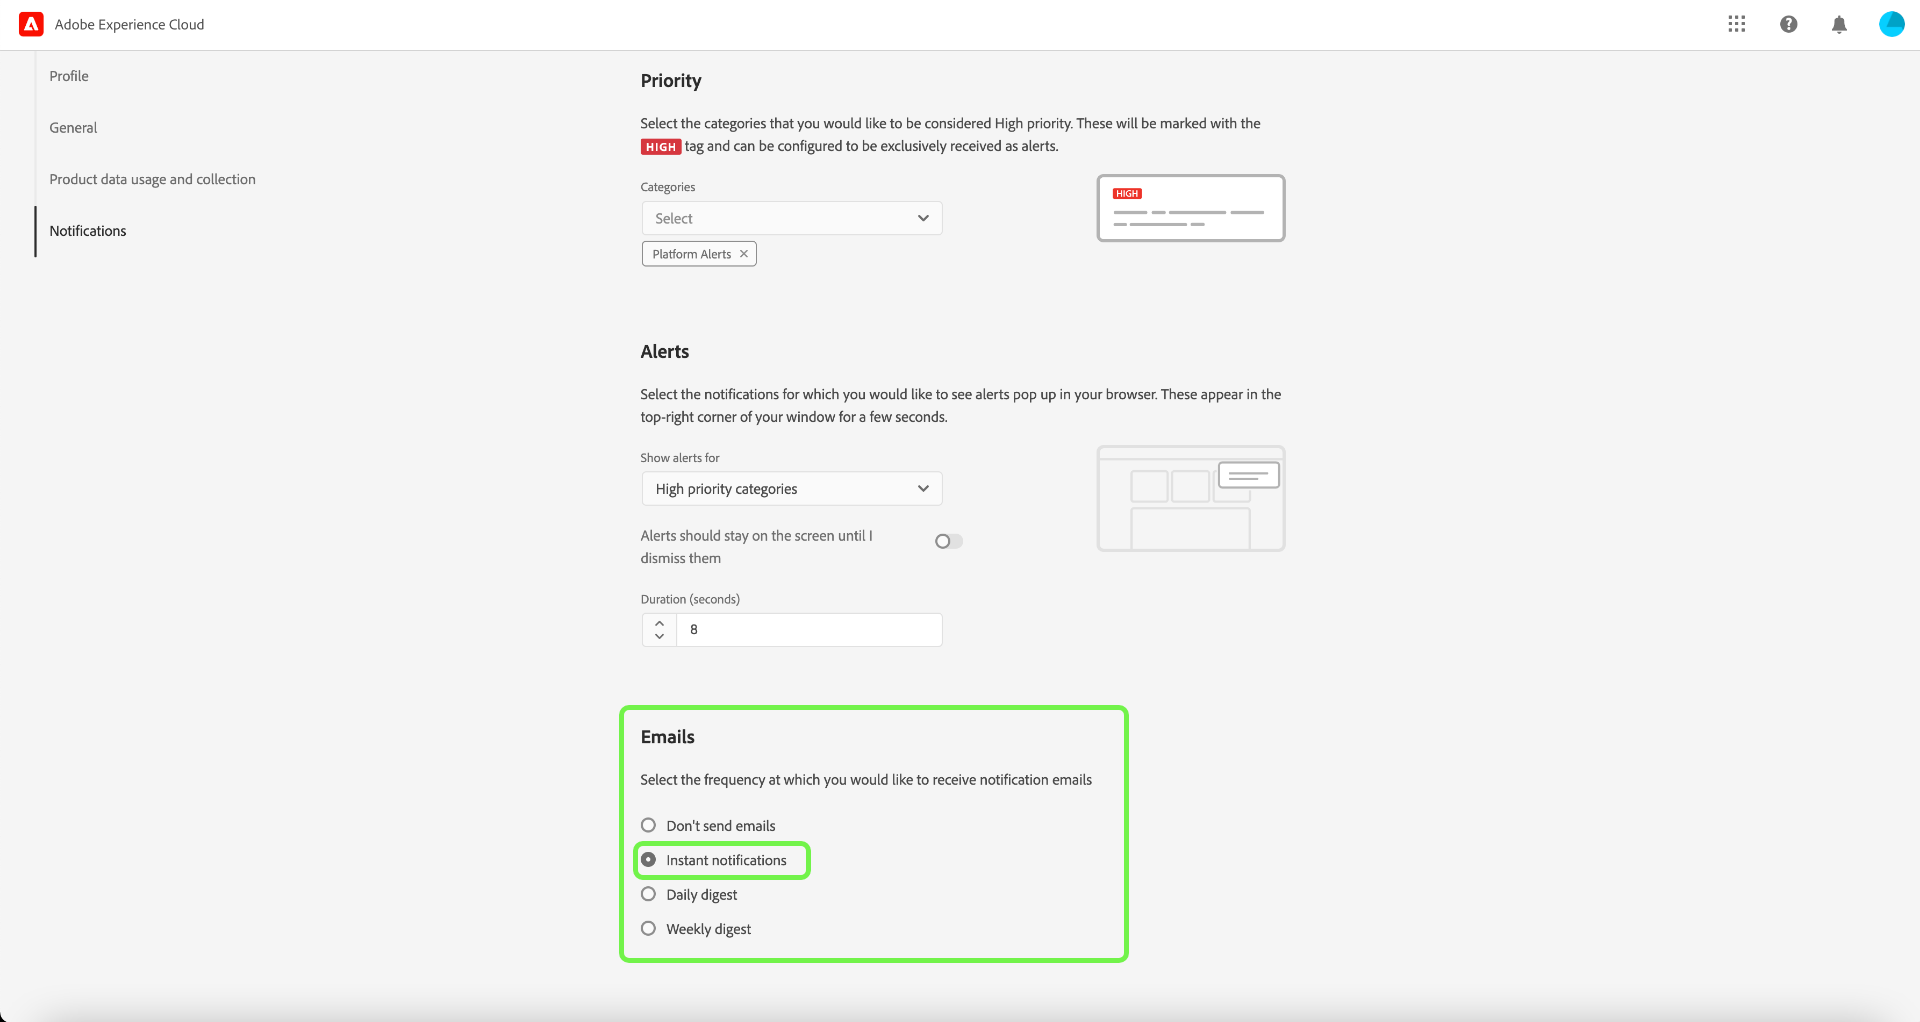 Adobe Experience Cloud
Profile
General
Product data usage and collection
Notifications
Priority
Select the categories that you would like to be considered High priority. These will be marked with the
HIGH tag and can be configured to be exclusively received as alerts.
Categories
Select
Platform Alerts
HIGH
Alerts
Select the notifications for which you would like to see alerts pop up in your browser. These appear in the
top-right corner of your window for a few seconds.
Show alerts for
High priority categories
Alerts should stay on the screen until I
dismiss them
Duration (seconds)
8
Emails
Select the frequency at which you would like to receive notification emails
Don't send emails
Instant notifications
Daily digest
Weekly digest